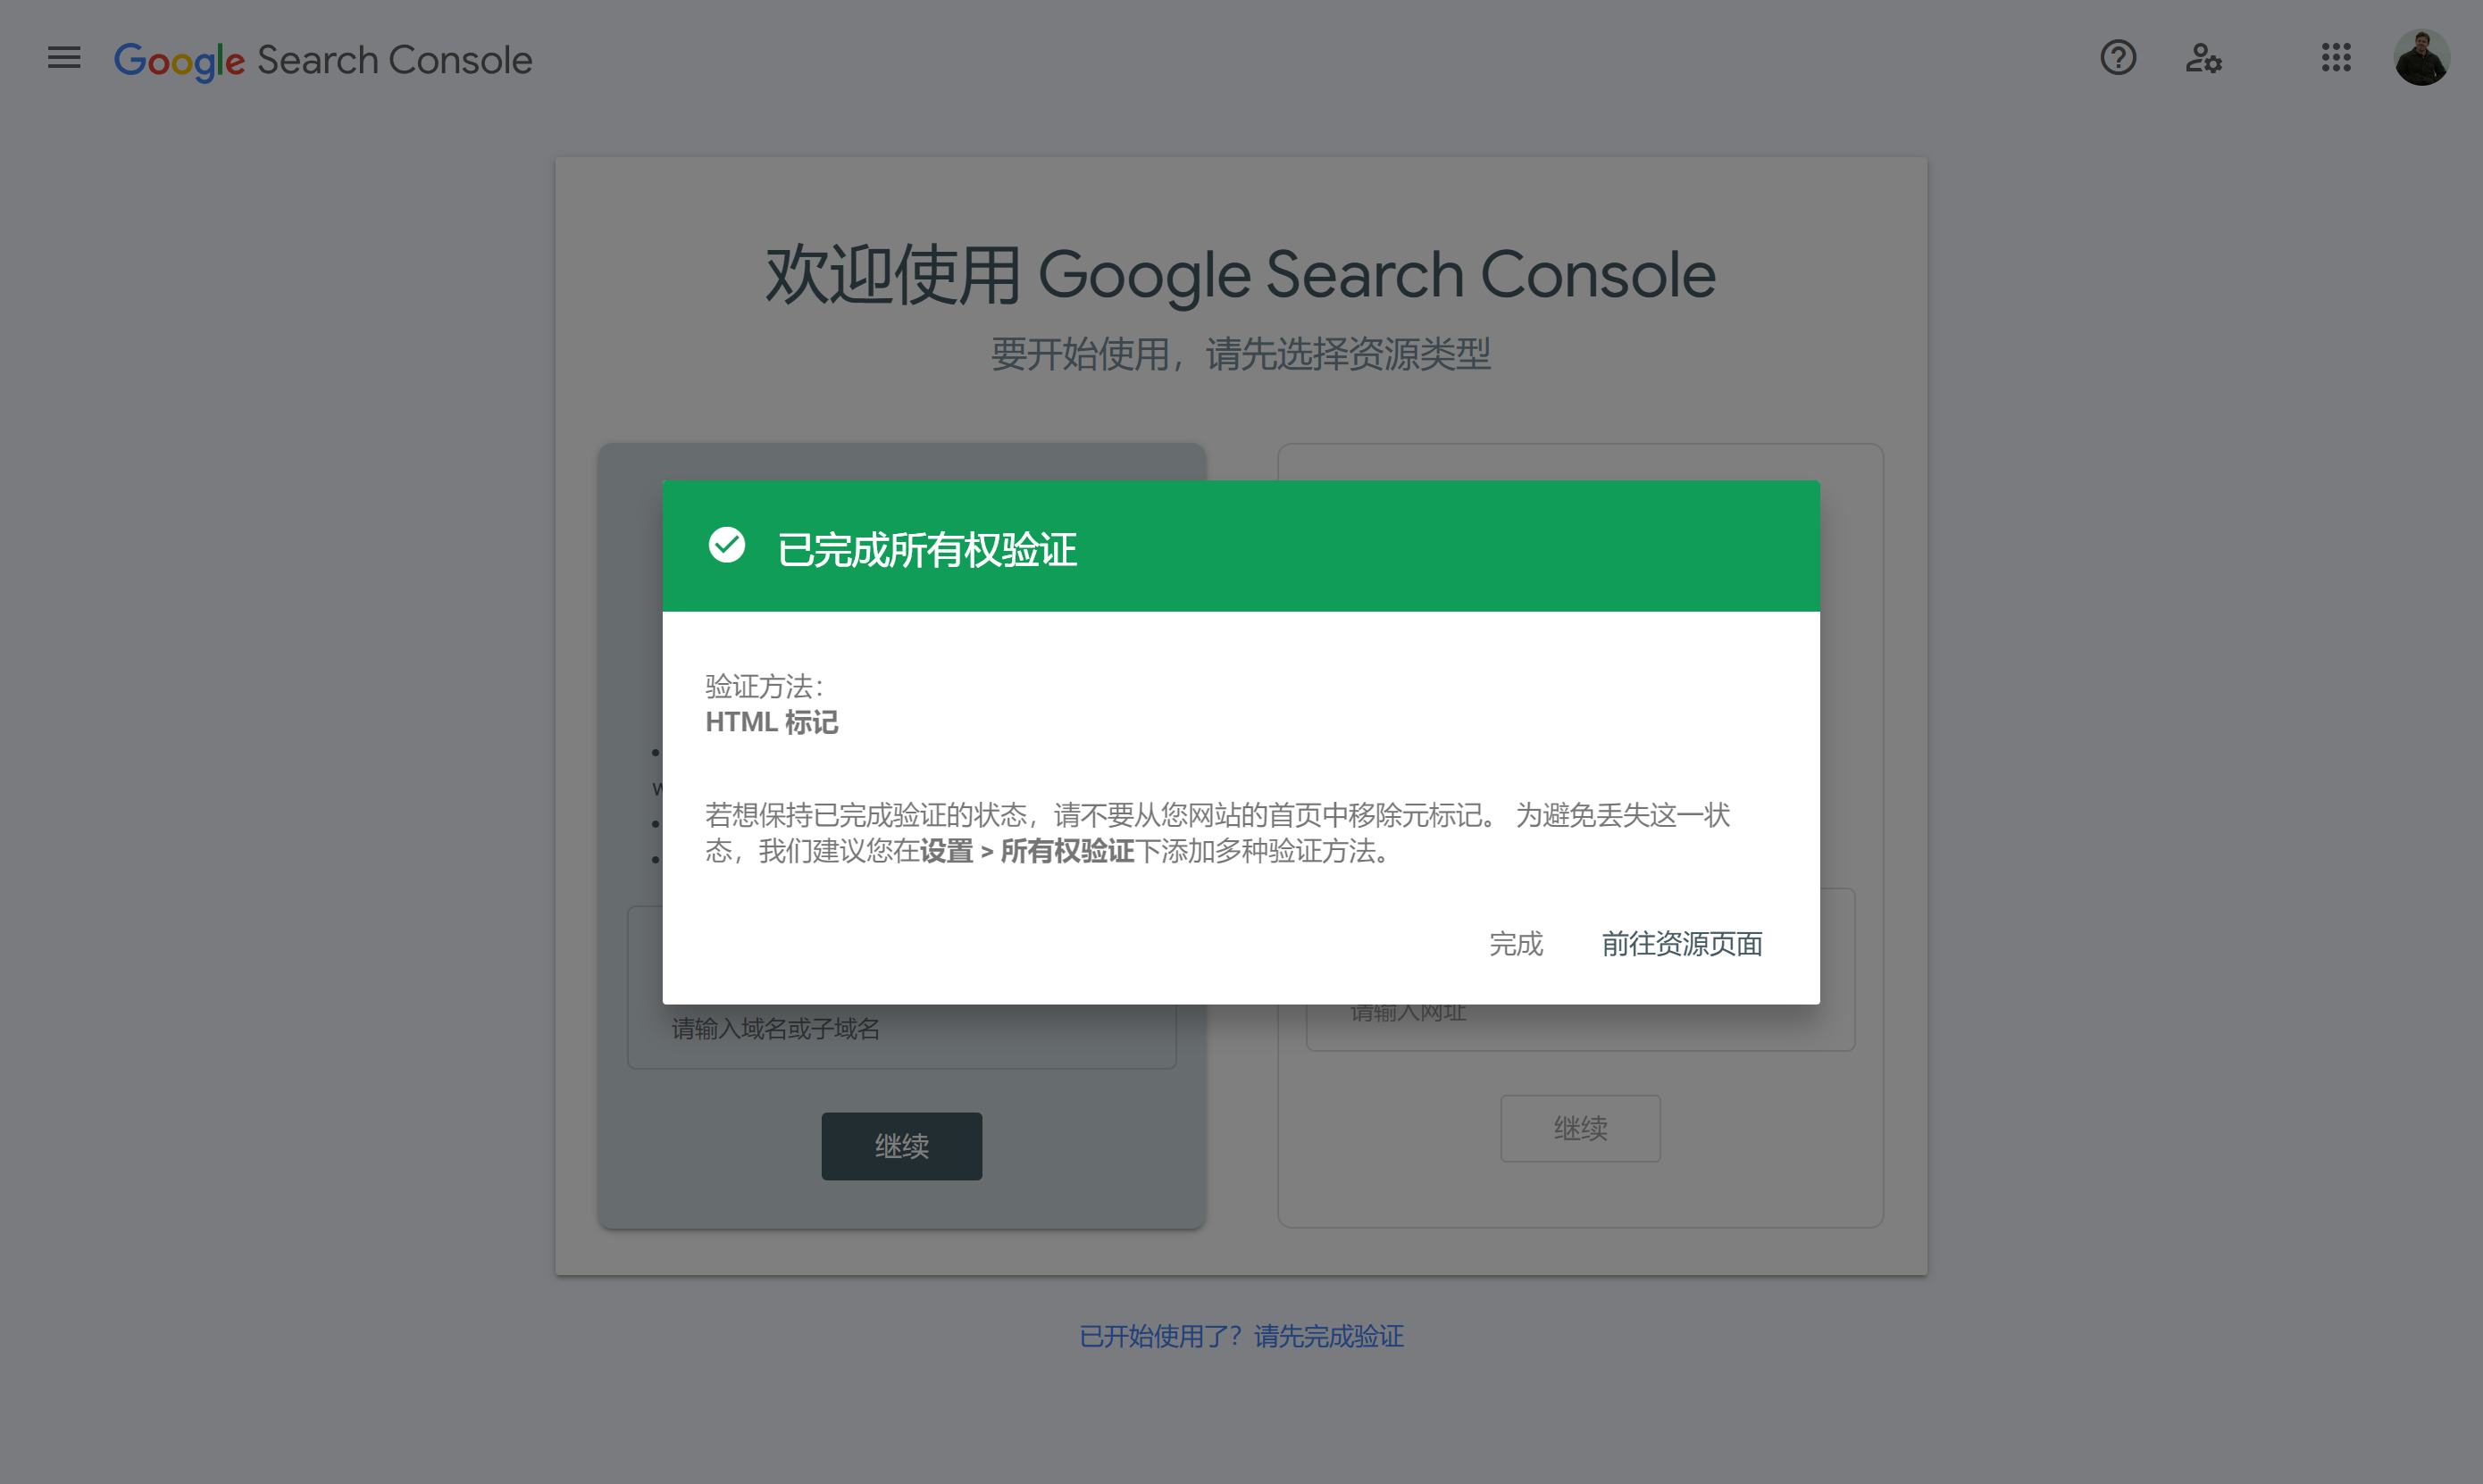 Google Search Console
欢迎使用 Google Search Console
要开始使用，请先选择资源类型
已完成所有权验证
验证方法：
HTML 标记
若想保持已完成验证的状态，请不要从您网站的首页中移除元标记。 为避免丢失这一状
态，我们建议您在设置 > 所有权验证下添加多种验证方法。
完成 前往资源页面
请输入域名或子域名
请输入网址
继续
继续
已开始使用了？请先完成验证